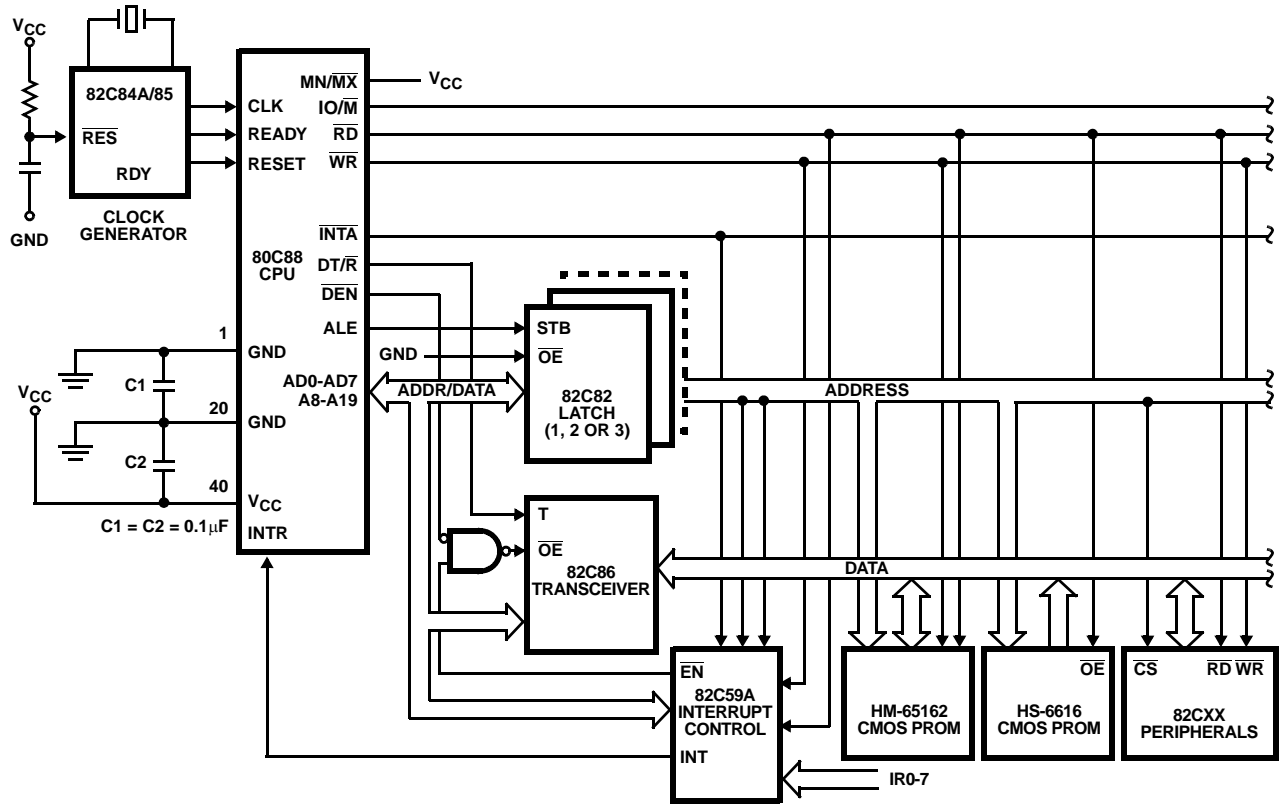 VCC
82C84A/85
RES
RDY
CLOCK
GENERATOR
GND
CLK
READY
RESET
80C88
CPU
MN/MX
IO/M
RD
WR
INTA
DT/R
DEN
ALE
VCC
1
GND
C1
AD0-AD7
A8-A19
VCC
20
GND
C2
40
VCC
C1 = C2 = 0.1μF
INTR
ADDR/DATA
GND
STB
OE
82C82
LATCH
(1, 2 OR 3)
ADDRESS
T
OE
82C86
TRANSCEIVER
DATA
EN
82C59A
INTERRUPT
CONTROL
INT
IR0-7
HM-65162
CMOS PROM
OE
HS-6616
CMOS PROM
CS
RD WR
82CXX
PERIPHERALS